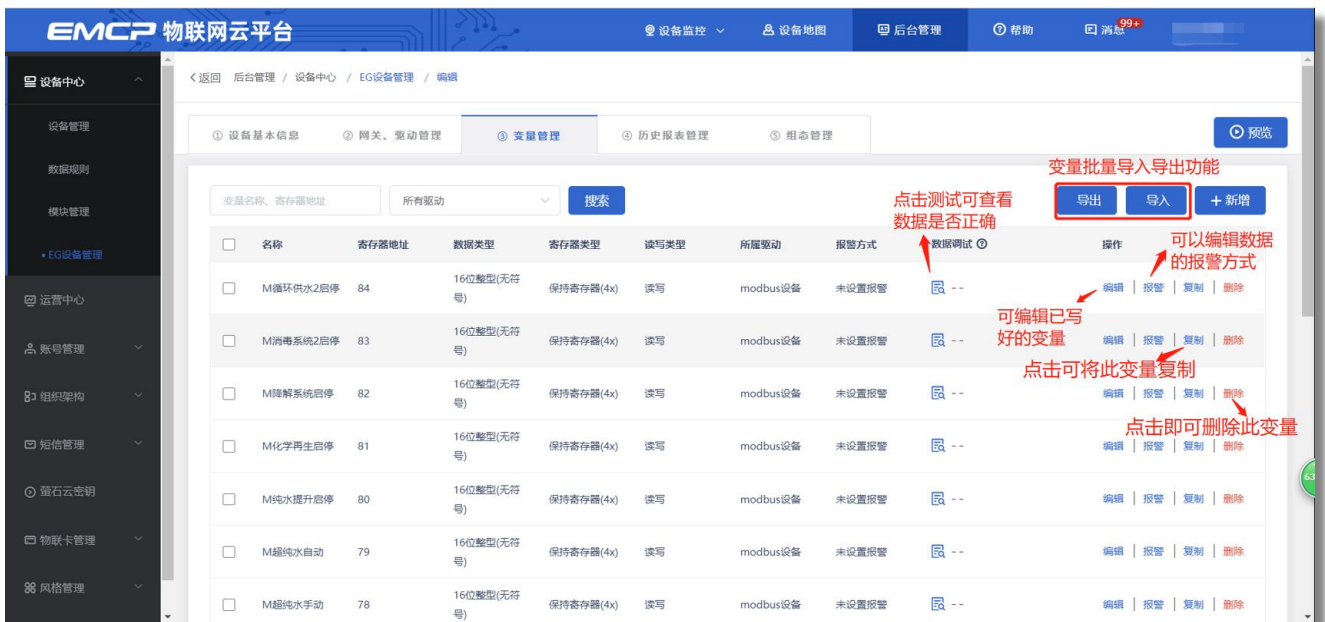 EMCP 物联网云平台
设备监控
设备地图
后台管理
帮助
消息
99+
设备中心
设备管理
数据规则
模块管理
EG设备管理
运营中心
账号管理
组织架构
短信管理
萤石云密钥
物联卡管理
风格管理
<返回 后台管理 / 设备中心 / EG设备管理 / 编辑
① 设备基本信息
② 网关、驱动管理
③ 变量管理
④ 历史报表管理
⑤ 组态管理
预览
变量批量导入导出功能
变量名称、寄存器地址
所有驱动
搜索
导出
导入
+新增
点击测试可查看
数据是否正确
名称 寄存器地址 数据类型 寄存器类型 读写类型 所属驱动 报警方式 数据调试 操作
可以编辑数据
的报警方式
M循环供水2启停 84 16位整型(无符号) 保持寄存器(4x) 读写 modbus设备 未设置报警 -- 编辑 | 报警 | 复制 | 删除
可编辑已写
好的变量
M消毒系统2启停 83 16位整型(无符号) 保持寄存器(4x) 读写 modbus设备 未设置报警 -- 编辑 | 报警 | 复制 | 删除
点击可将此变量复制
M降解系统启停 82 16位整型(无符号) 保持寄存器(4x) 读写 modbus设备 未设置报警 -- 编辑 | 报警 | 复制 | 删除
点击即可删除此变量
M化学再生启停 81 16位整型(无符号) 保持寄存器(4x) 读写 modbus设备 未设置报警 -- 编辑 | 报警 | 复制 | 删除
M纯水提升启停 80 16位整型(无符号) 保持寄存器(4x) 读写 modbus设备 未设置报警 -- 编辑 | 报警 | 复制 | 删除
M超纯水自动 79 16位整型(无符号) 保持寄存器(4x) 读写 modbus设备 未设置报警 -- 编辑 | 报警 | 复制 | 删除
M超纯水手动 78 16位整型(无符号) 保持寄存器(4x) 读写 modbus设备 未设置报警 -- 编辑 | 报警 | 复制 | 删除